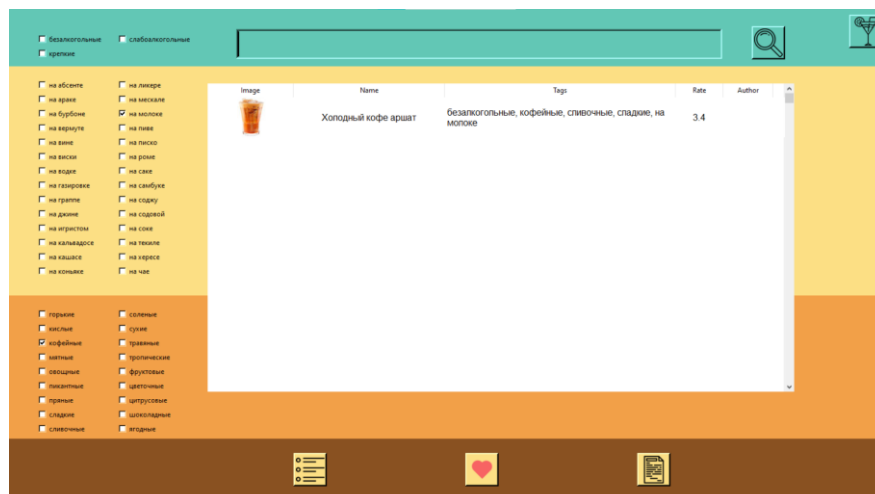 безалкогольные
слабоалкогольные
крепкие
на абсенте
на ликере
на араке
на мескале
на бурбоне
на молоке
на вермуте
на пиве
на вине
на писко
на виски
на роме
на водке
на саке
на газировке
на самбуке
на граппе
на соджу
на джине
на содовой
на игристом
на соке
на кальвадосе
на текиле
на кашасе
на хересе
на коньяке
на чае
Image Name Tags Rate Author
Холодный кофе аршат
безалкогольные, кофейные, сливочные, сладкие, на
молоке
3.4
горькие
соленые
кислые
сухие
кофейные
травяные
мятные
тропические
овощные
фруктовые
пикантные
цветочные
пряные
цитрусовые
сладкие
шоколадные
сливочные
ягодные